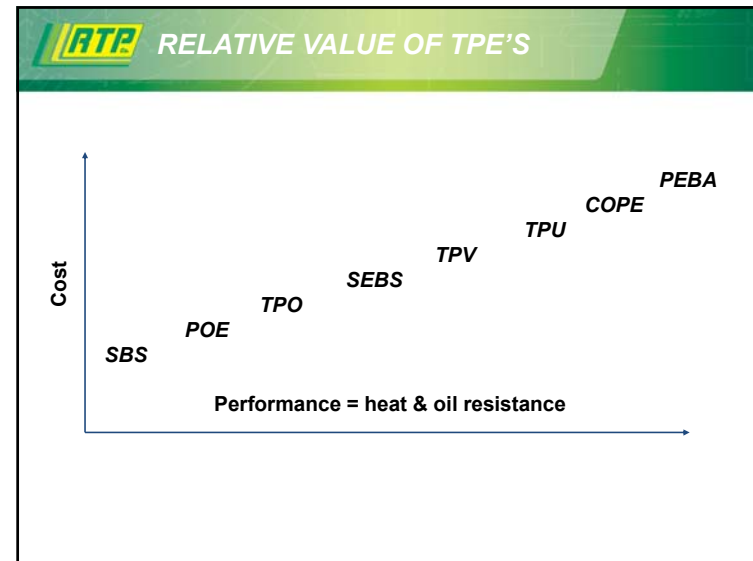 RTP RELATIVE VALUE OF TPE'S
PEBA
COPE
TPU
TPV
SEBS
TPO
POE
SBS
Cost
Performance = heat & oil resistance